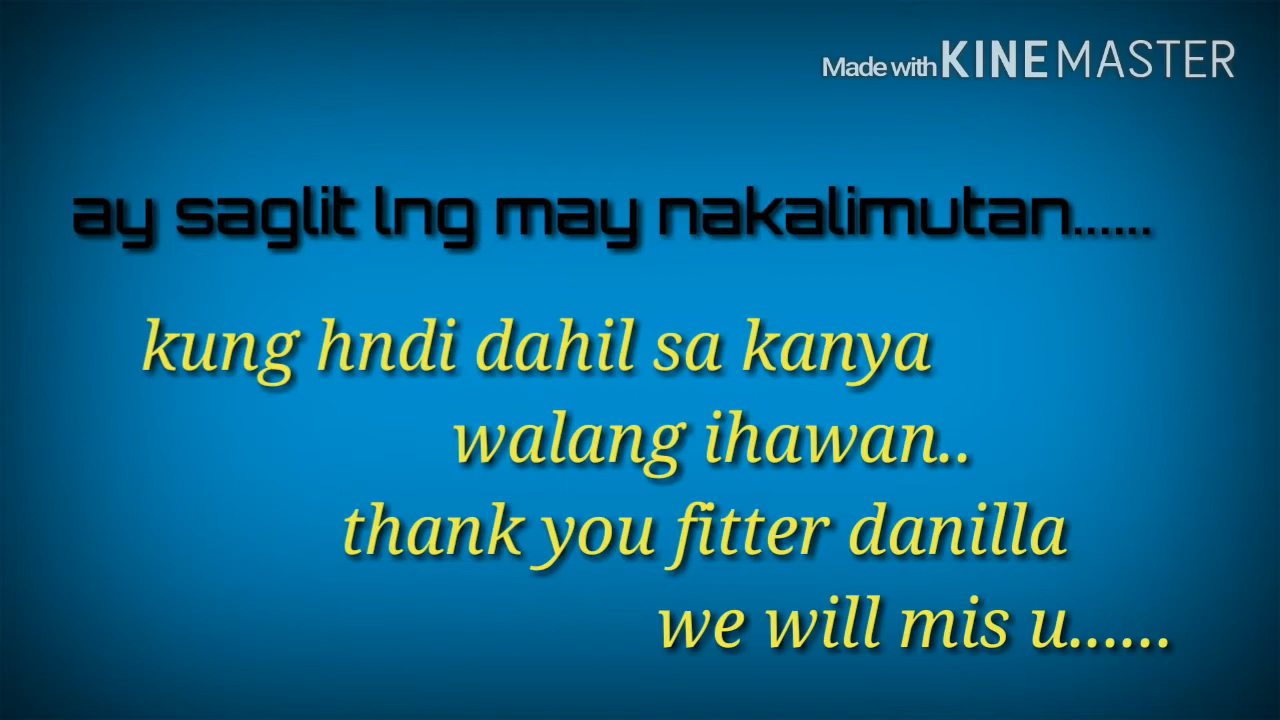 Made with KINEMASTER
ay saglit lng may nakalimutan......
kung hndi dahil sa kanya
walang ihawan..
thank you fitter danilla
we will mis u......